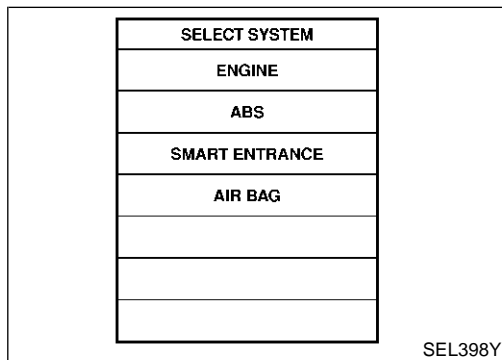 SELECT SYSTEM
ENGINE
ABS
SMART ENTRANCE
AIR BAG
SEL398Y